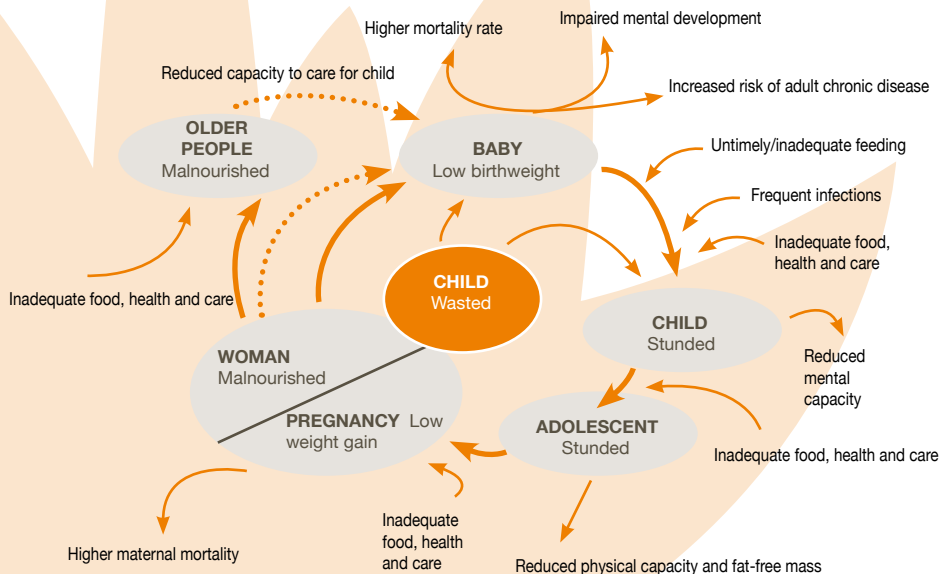 Impaired mental development
Higher mortality rate
Reduced capacity to care for child
Increased risk of adult chronic disease
OLDER
PEOPLE
Malnourished
BABY
Low birthweight
Untimely/inadequate feeding
Frequent infections
Inadequate food,
health and care
Inadequate food, health and care
CHILD
Wasted
CHILD
Stunded
WOMAN
Malnourished
Reduced
mental
capacity
PREGNANCY Low
weight gain
ADOLESCENT
Stunded
Inadequate food, health and care
Inadequate
food, health
and care
Higher maternal mortality
Reduced physical capacity and fat-free mass